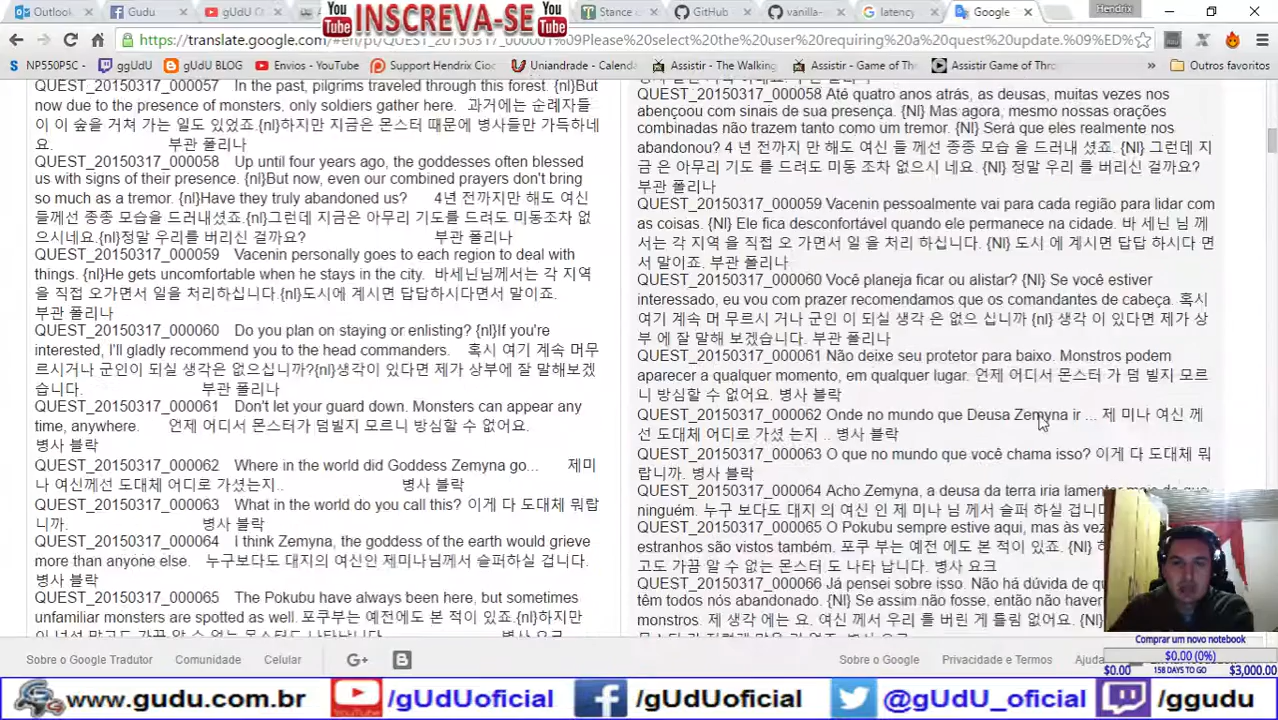 Outlook
Gudu
gUdU O
You Tube INSCREVA-SE You Tube
Stance c
GitHub
vanilla-
latency
Google
Hendrix
https://translate.google.com/#en/pt/QUEST_20150317_000001%09Please%20select%20the%20user%20requiring%20a%20quest%20update.%09%ED%
NP550P5C-
ggUdU
gUdU BLOG
Envios - YouTube
Support Hendrix Cio
Uniandrade - Calenda
Assistir - The Walking
Assistir - Game of The
Assistir Game of Thro
»
Outros favoritos
QUEST_20150317_000057 In the past, pilgrims traveled through this forest. {nl}But
now due to the presence of monsters, only soldiers gather here. 과거에는 순례자들
이 이 숲을 거쳐 가는 일도 있었죠.{nl}하지만 지금은 몬스터 때문에 병사들만 가득하네
요. 부관 폴리나
QUEST_20150317_000058 Up until four years ago, the goddesses often blessed
us with signs of their presence. {nl}But now, even our combined prayers don't bring
so much as a tremor. {nl}Have they truly abandoned us? 4년 전까지만 해도 여신
들께선 종종 모습을 드러내셨죠.{nl}그런데 지금은 아무리 기도를 드려도 미동조차 없
으시네요.{nl}정말 우리를 버리신 걸까요? 부관 폴리나
QUEST_20150317_000059 Vacenin personally goes to each region to deal with
things. {nl}He gets uncomfortable when he stays in the city. 바세닌님께서는 각 지역
을 직접 오가면서 일을 처리하십니다.{nl}도시에 계시면 답답하시다면서 말이죠.
부관 폴리나
QUEST_20150317_000060 Do you plan on staying or enlisting? {nl}If you're
interested, I'll gladly recommend you to the head commanders. 혹시 여기 계속 머무
르시거나 군인이 되실 생각은 없으십니까?{nl}생각이 있다면 제가 상부에 잘 말해보겠
습니다. 부관 폴리나
QUEST_20150317_000061 Don't let your guard down. Monsters can appear any
time, anywhere. 언제 어디서 몬스터가 덤빌지 모르니 방심할 수 없어요.
병사 블락
QUEST_20150317_000062 Where in the world did Goddess Zemyna go... 제미
나 여신께선 도대체 어디로 가셨는지.. 병사 블락
QUEST_20150317_000063 What in the world do you call this? 이게 다 도대체 뭐랍
니까. 병사 블락
QUEST_20150317_000064 I think Zemyna, the goddess of the earth would grieve
more than anyone else. 누구보다도 대지의 여신인 제미나님께서 슬퍼하실 겁니다.
병사 블락
QUEST_20150317_000065 The Pokubu have always been here, but sometimes
unfamiliar monsters are spotted as well. 포쿠부는 예전에도 본 적이 있죠.{nl}하지만
QUEST_20150317_000058 Até quatro anos atrás, as deusas, muitas vezes nos
abençoou com sinais de sua presença. {Nl} Mas agora, mesmo nossas orações
combinadas não trazem tanto como um tremor. {Nl} Será que eles realmente nos
abandonou? 4 년 전까지 만 해도 여신 들 께선 종종 모습 을 드러내 셨죠. {Nl} 그런데 지
금 은 아무리 기도 를 드려도 미동 조차 없으시 네요. {Nl} 정말 우리 를 버리신 걸까요?
부관 폴리나
QUEST_20150317_000059 Vacenin pessoalmente vai para cada região para lidar com
as coisas. {Nl} Ele fica desconfortável quando ele permanece na cidade. 바 세닌 님 께
서는 각 지역 을 직접 오 가면서 일 을 처리 하십니다. {Nl} 도시 에 계시면 답답 하시다 면
서 말이죠. 부관 폴리나
QUEST_20150317_000060 Você planeja ficar ou alistar? {Nl} Se você estiver
interessado, eu vou com prazer recomendamos que os comandantes de cabeça. 혹시
여기 계속 머 무르시 거나 군인 이 되실 생각 은 없으 십니까 {nl} 생각 이 있다면 제가 상
부 에 잘 말해 보겠습니다. 부관 폴리나
QUEST_20150317_000061 Não deixe seu protetor para baixo. Monstros podem
aparecer a qualquer momento, em qualquer lugar. 언제 어디서 몬스터 가 덤 빌지 모르
니 방심할 수 없어요. 병사 블락
QUEST_20150317_000062 Onde no mundo que Deusa Zemyna ir ... 제 미나 여신 께
선 도대체 어디로 가셨 는지 .. 병사 블락
QUEST_20150317_000063 O que no mundo que você chama isso? 이게 다 도대체 뭐
랍니까. 병사 블락
QUEST_20150317_000064 Acho Zemyna, a deusa da terra iria lamentar mais do que
ninguém. 누구 보다도 대지 의 여신 인 제 미나 님 께서 슬퍼 하실 겁니
QUEST_20150317_000065 O Pokubu sempre estive aqui, mas às vez
estranhos são vistos também. 포쿠 부는 예전 에도 본 적이 있죠. {Nl}
고도 가끔 알 수 없는 몬스터 도 나타 납니다. 병사 요크
QUEST_20150317_000066 Já pensei sobre isso. Não há dúvida de qu
têm todos nós abandonado. {Nl} Se assim não fosse, então não haver
monstros. 제 생각 에는 요. 여신 께서 우리 를 버린 게 틀림 없어요. {Nl}
Sobre o Google Tradutor
Comunidade
Celular
G+
Sobre o Google
Privacidade e Termos
Ajuda
Comprar um novo notebook
$0.00 (0%)
$0.00
158 DAYS TO GO
$3,000.00
www.gudu.com.br
/gUdUoficial
/gUdUoficial
@gUdU_oficial
/ggudu